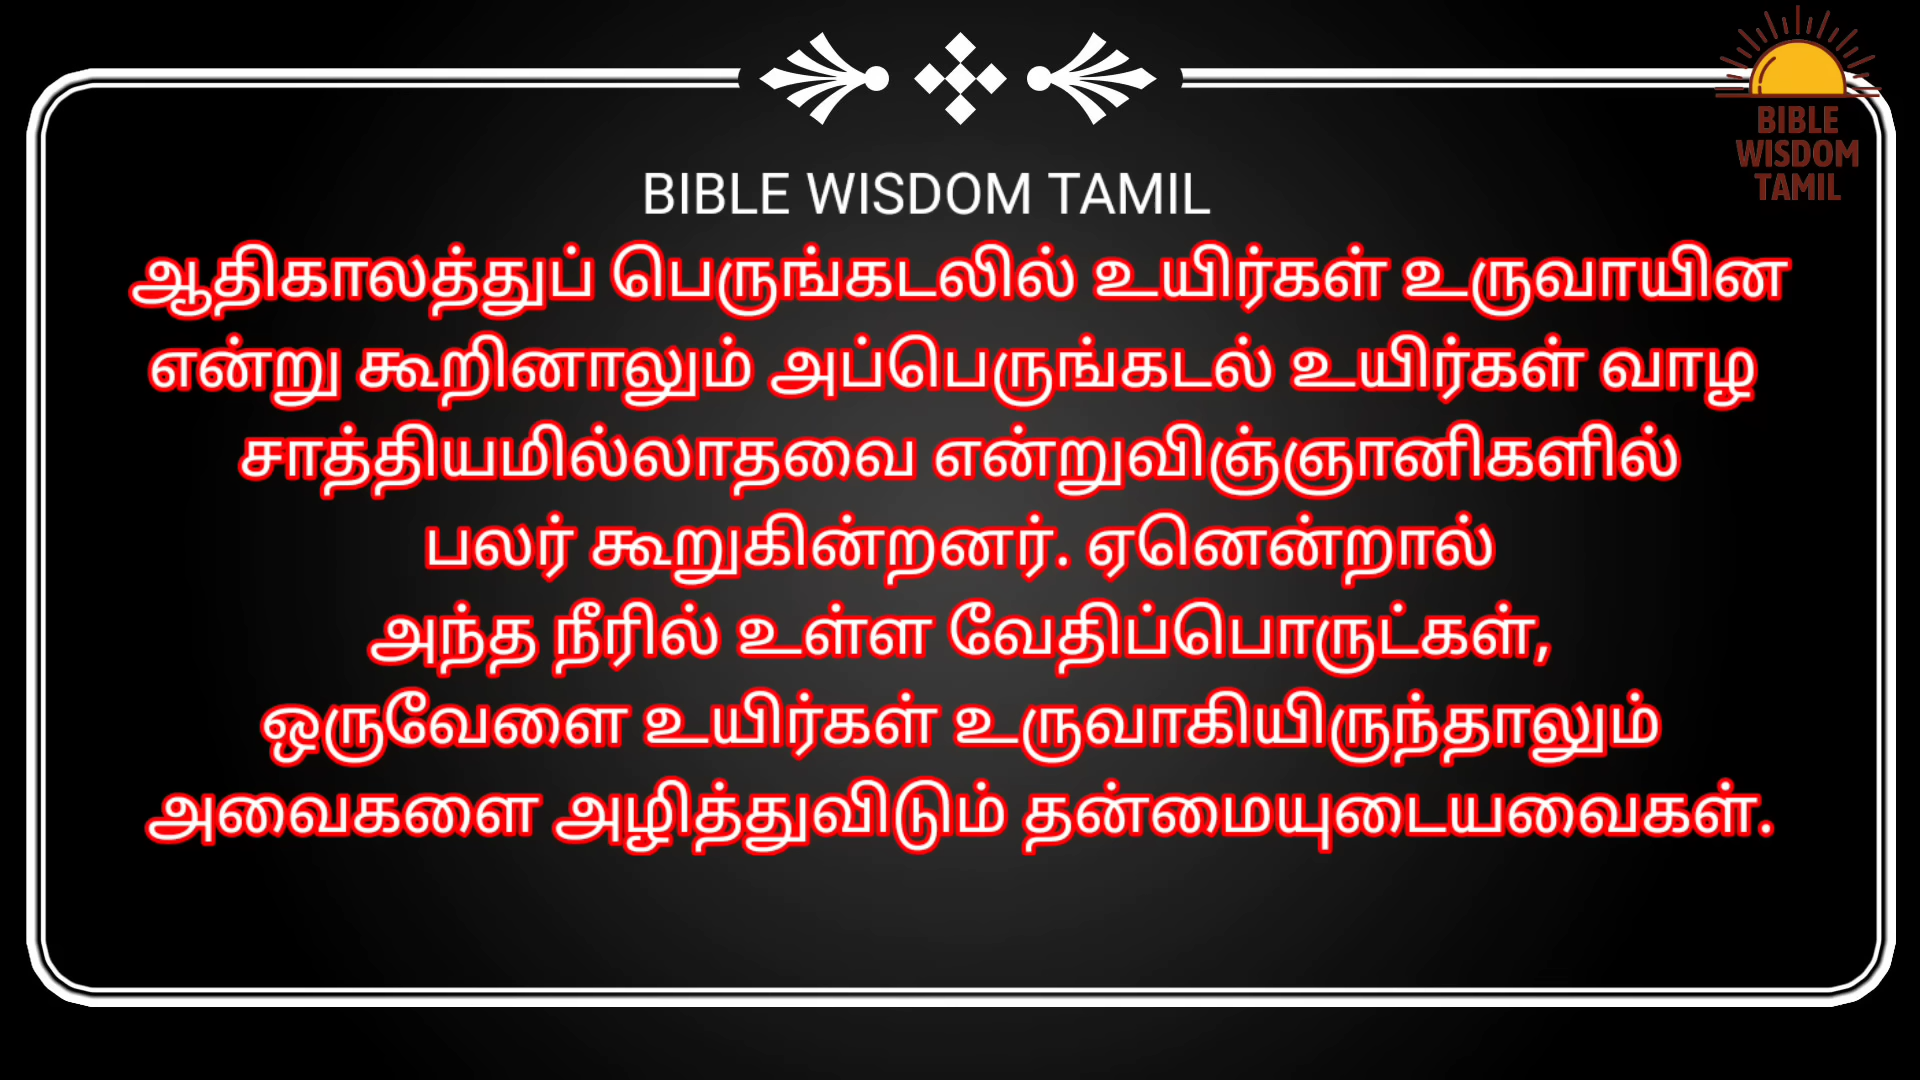 BIBLE
WISDOM
TAMIL
BIBLE WISDOM TAMIL
ஆதிகாலத்துப் பெருங்கடலில் உயிர்கள் உருவாயின
என்று கூறினாலும் அப்பெருங்கடல் உயிர்கள் வாழ
சாத்தியமில்லாதவை என்றுவிஞ்ஞானிகளில்
பலர் கூறுகின்றனர். ஏனென்றால்
அந்த நீரில் உள்ள வேதிப்பொருட்கள்,
ஒருவேளை உயிர்கள் உருவாகியிருந்தாலும்
அவைகளை அழித்துவிடும் தன்மையுடையவைகள்.